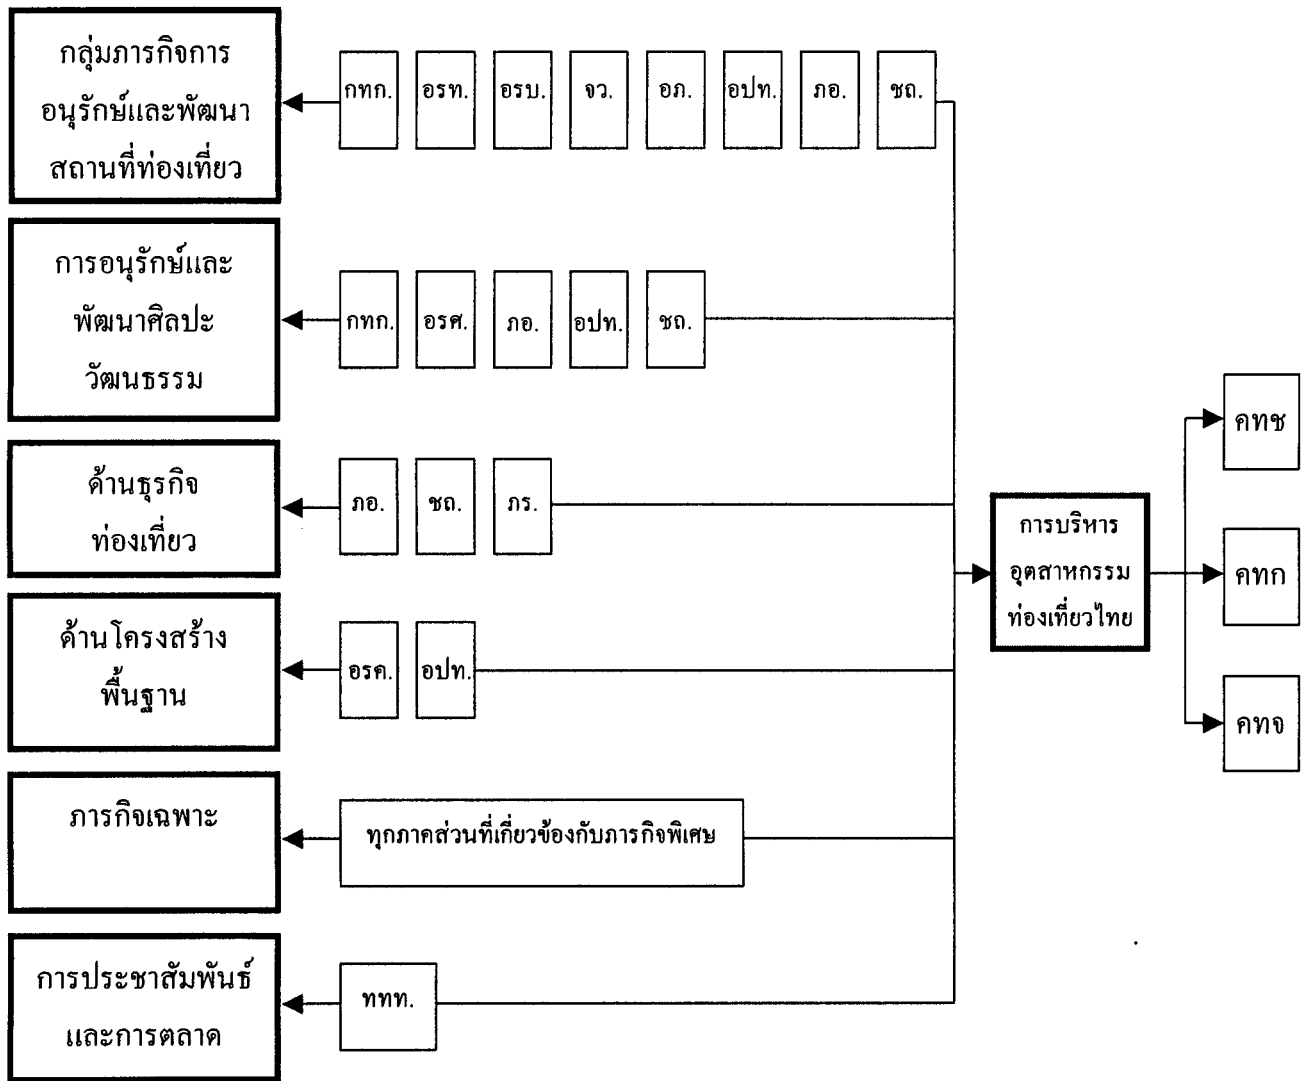 กลุ่มภารกิจการ
อนุรักษ์และพัฒนา
สถานที่ท่องเที่ยว
กทก.
อรท.
อรบ.
จว.
อภ.
อปท.
ภอ.
ชถ.
การอนุรักษ์และ
พัฒนาศิลปะ
วัฒนธรรม
กทก.
อรศ.
ภอ.
อปท.
ชถ.
ด้านธุรกิจ
ท่องเที่ยว
ภอ.
ชถ.
ภร.
ด้านโครงสร้าง
พื้นฐาน
อรค.
อปท.
ภารกิจเฉพาะ
ทุกภาคส่วนที่เกี่ยวข้องกับภารกิจพิเศษ
การประชาสัมพันธ์
และการตลาด
ททท.
การบริหาร
อุตสาหกรรม
ท่องเที่ยวไทย
คทช
คทก
คทจ